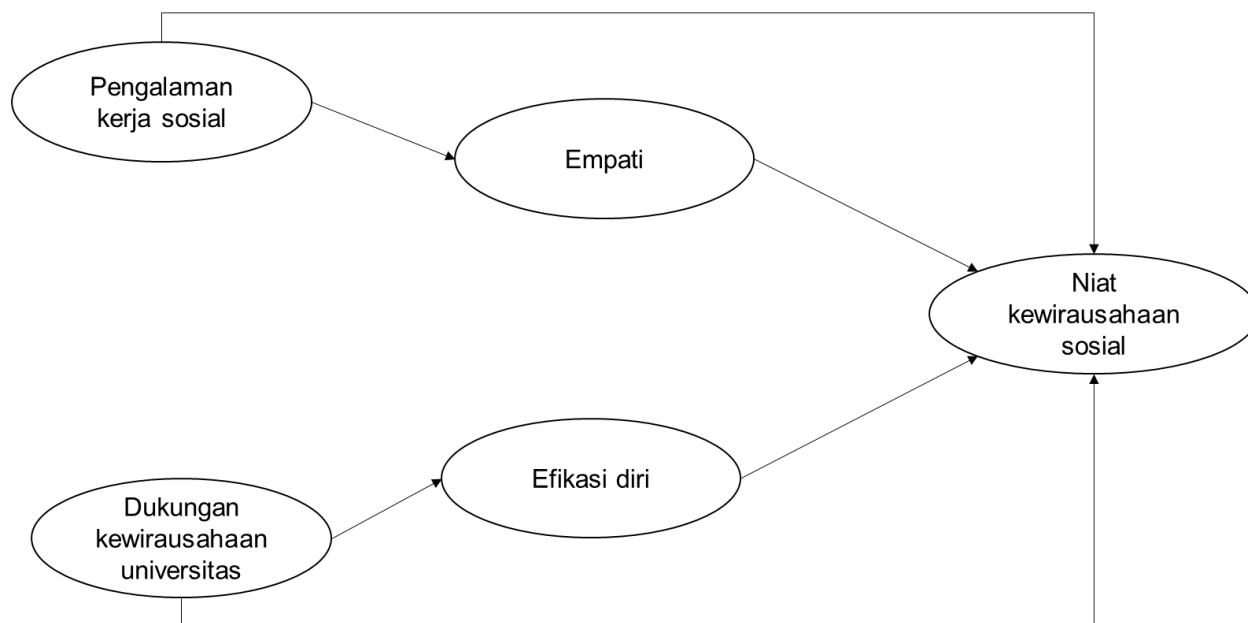 Pengalaman
kerja sosial
Empati
Niat
kewirausahaan
sosial
Efikasi diri
Dukungan
kewirausahaan
universitas